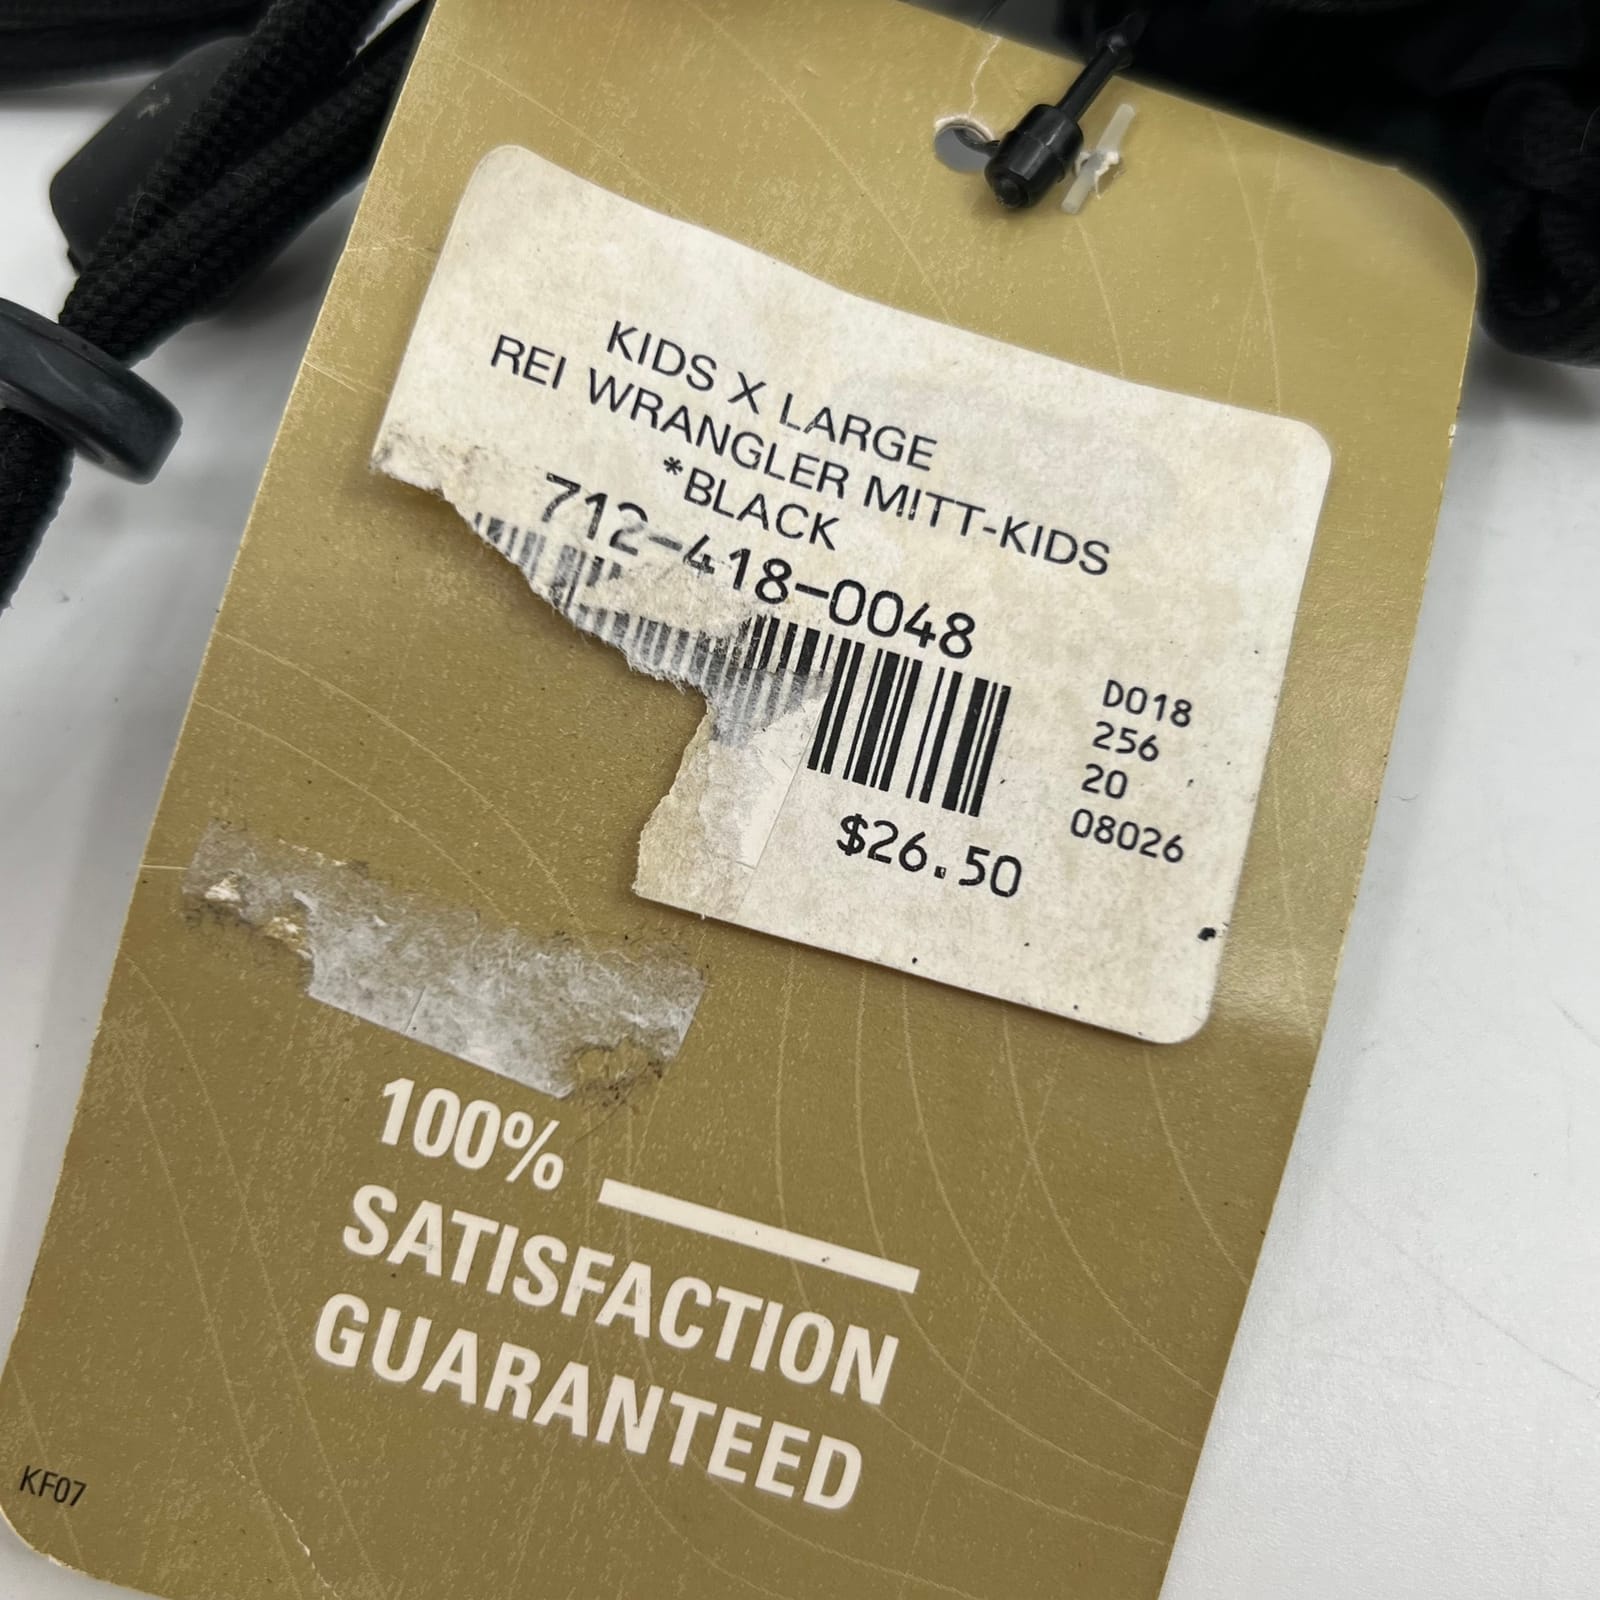 KIDS X LARGE
REI WRANGLER MITT-KIDS
*BLACK
712-418-0048
D018
256
20
08026
$26.50
100%
SATISFACTION
GUARANTEED
KF07